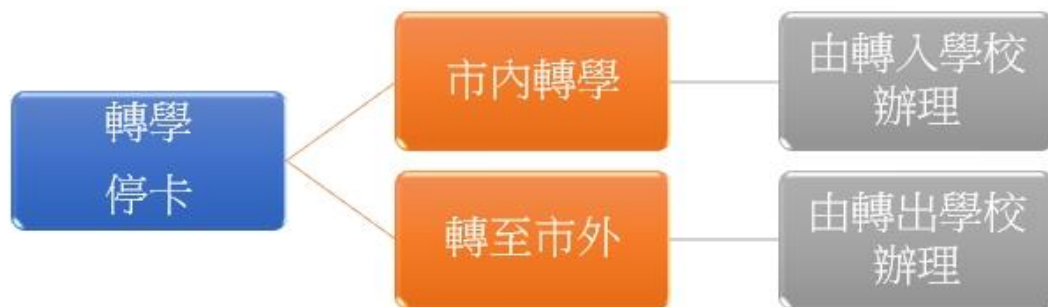 轉學
停卡
市內轉學
由轉入學校
辦理
轉至市外
由轉出學校
辦理